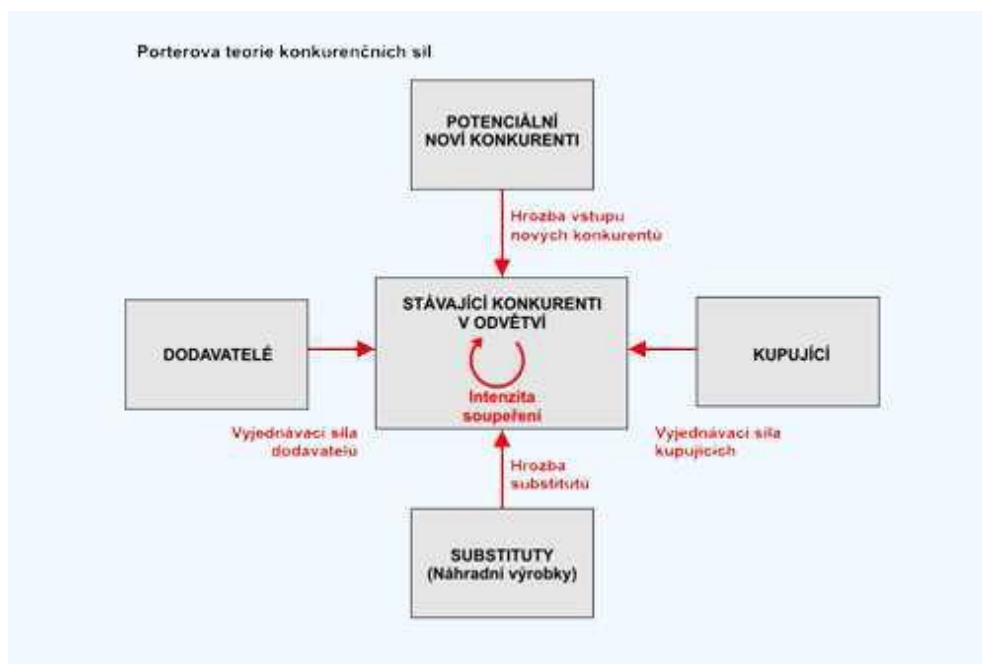 Porterova teorie konkurenčních sil
POTENCIÁLNÍ
NOVÍ KONKURENTI
Hrozba vstupu
nových konkurentů
STÁVAJÍCÍ KONKURENTI
V ODVĚTVÍ
DODAVATELÉ
KUPUJÍCÍ
Intenzita
soupeření
Vyjednávací síla
dodavatelů
Vyjednávací síla
kupujících
Hrozba
substitutů
SUBSTITUTY
(Náhradní výrobky)